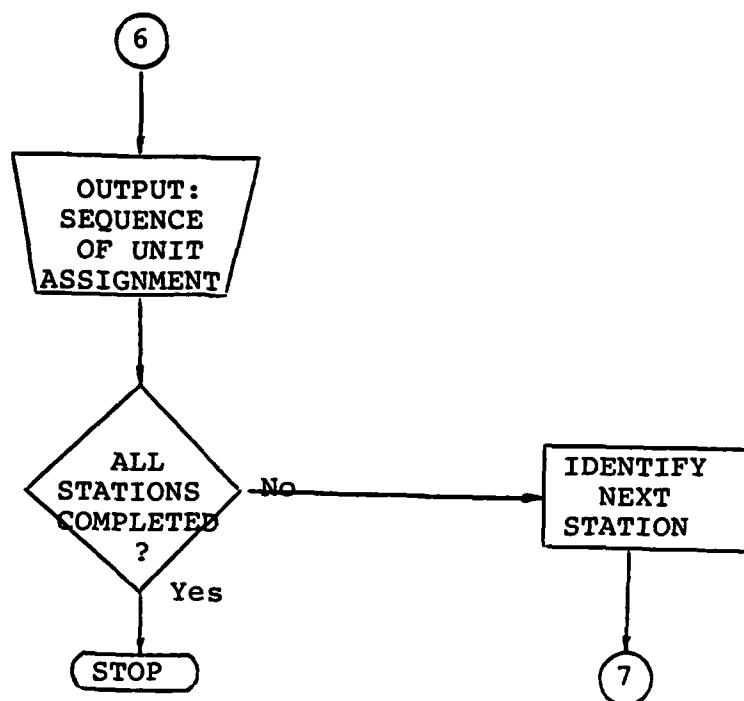 6
OUTPUT:
SEQUENCE
OF UNIT
ASSIGNMENT
ALL
STATIONS
COMPLETED
?
No
Yes
STOP
IDENTIFY
NEXT
STATION
7